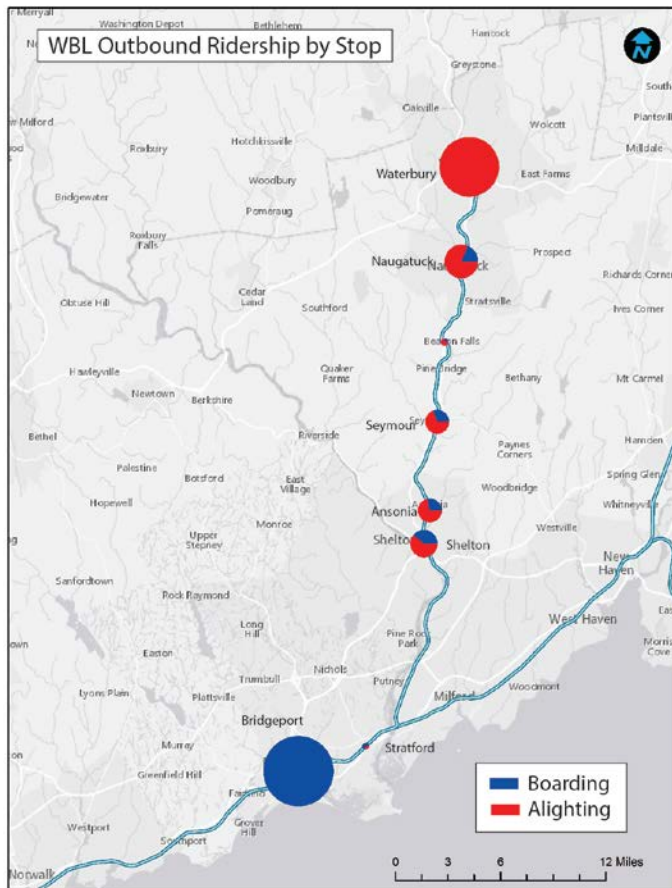 Washington Depot
Bethlehem
Hancock
WBL Outbound Ridership by Stop
Greystone
N
Oakville
Plantsville
Wolcott
Roxbury
Hotchkissville
Milldale
Woodbury
Waterbury
East Farms
Bridgewater
Pomeraug
Roxbury
Falls
Prospect
Naugatuck
Richards Corner
Cedar
Land
Southford
Straitsville
Obtuse Hill
Ives Corner
Beacon Falls
Hawleyville
Quaker
Farms
Pine Bridge
Bethany
Mt Carmel
Newtown
Berkshire
Seymour
Bethel
Riverside
Hamden
Paynes
Corners
Palestine
Botsford
East
Village
Spring Glen
Woodbridge
Hopewell
Ansonia
Whitneyville
Monroe
Upper
Stepney
Westville
Shelton
Shelton
New
Haven
Sanfordtown
Rock Raymond
Long
Hill
West Haven
Easton
Pine Rock
Park
Cove
Nichols
Lyons Plain
Trumbull
Putney
Plattsville
Milford
Woodmont
Bridgeport
Murray
Stratford
Greenfield Hill
Fairfield
Boarding
Alighting
Westport
Grover
Hill
Southport
Norwalk
0 3 6 12 Miles